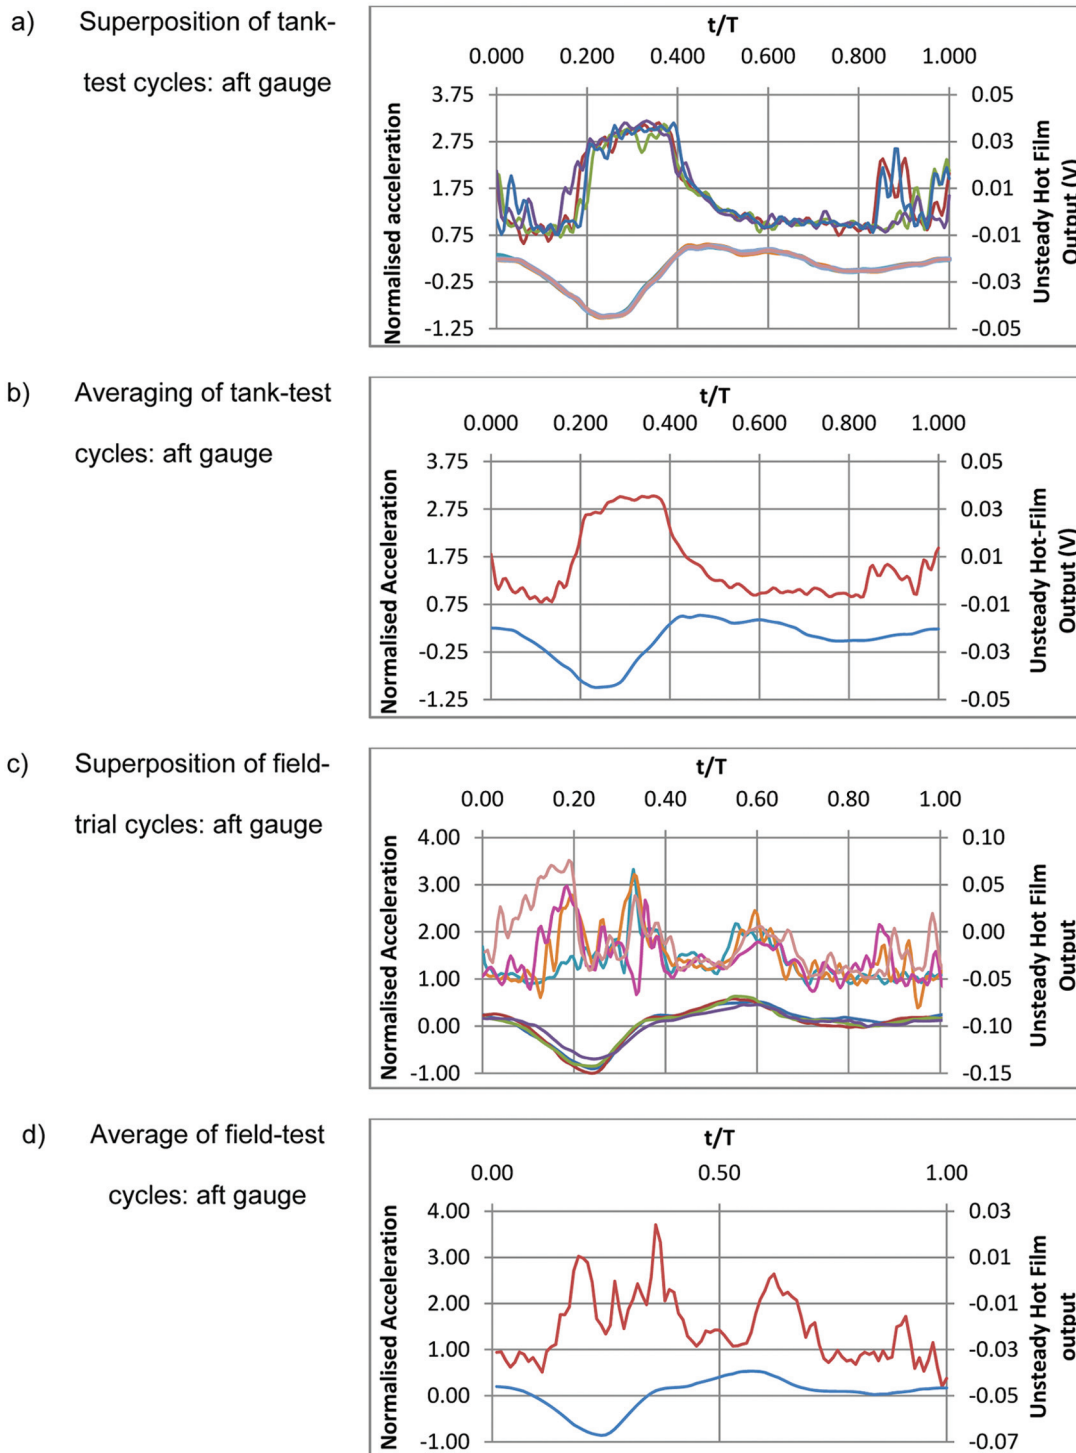 a) Superposition of tank-
test cycles: aft gauge
t/T
0.000 0.200 0.400 0.600 0.800 1.000
Normalised acceleration
3.75
2.75
1.75
0.75
-0.25
-1.25
0.05
0.03
0.01
-0.01
-0.03
-0.05
Unsteady Hot Film
Output (V)
b) Averaging of tank-test
cycles: aft gauge
t/T
0.000 0.200 0.400 0.600 0.800 1.000
Normalised Acceleration
3.75
2.75
1.75
0.75
-0.25
-1.25
0.05
0.03
0.01
-0.01
-0.03
-0.05
Unsteady Hot-Film
Output (V)
c) Superposition of field-
trial cycles: aft gauge
t/T
0.00 0.20 0.40 0.60 0.80 1.00
Normalised Acceleration
4.00
3.00
2.00
1.00
0.00
-1.00
0.10
0.05
0.00
-0.05
-0.10
-0.15
Unsteady Hot Film
Output
d) Average of field-test
cycles: aft gauge
t/T
0.00 0.50 1.00
Normalised Acceleration
4.00
3.00
2.00
1.00
0.00
-1.00
0.03
0.01
-0.01
-0.03
-0.05
-0.07
Unsteady Hot Film
output